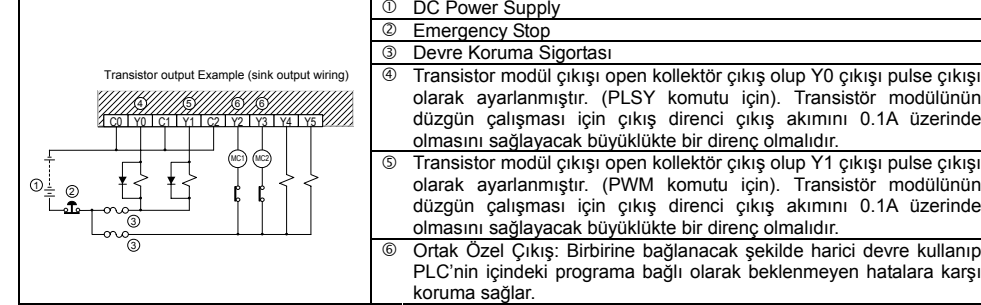 Transistor output Example (sink output wiring)
④ ⑤ ⑥ ⑥
C0 Y0 C1 Y1 C2 Y2 Y3 Y4 Y5
MC1 MC2
①
②
③
③
① DC Power Supply
② Emergency Stop
③ Devre Koruma Sigortası
④ Transistor modül çıkışı open kollektör çıkış olup Y0 çıkışı pulse çıkışı
olarak ayarlanmıştır. (PLSY komutu için). Transistör modülünün
düzgün çalışması için çıkış direnci çıkış akımını 0.1A üzerinde
olmasını sağlayacak büyüklükte bir direnç olmalıdır.
⑤ Transistor modül çıkışı open kollektör çıkış olup Y1 çıkışı pulse çıkışı
olarak ayarlanmıştır. (PWM komutu için). Transistör modülünün
düzgün çalışması için çıkış direnci çıkış akımını 0.1A üzerinde
olmasını sağlayacak büyüklükte bir direnç olmalıdır.
⑥ Ortak Özel Çıkış: Birbirine bağlanacak şekilde harici devre kullanıp
PLC’nin içindeki programa bağlı olarak beklenmeyen hatalara karşı
koruma sağlar.